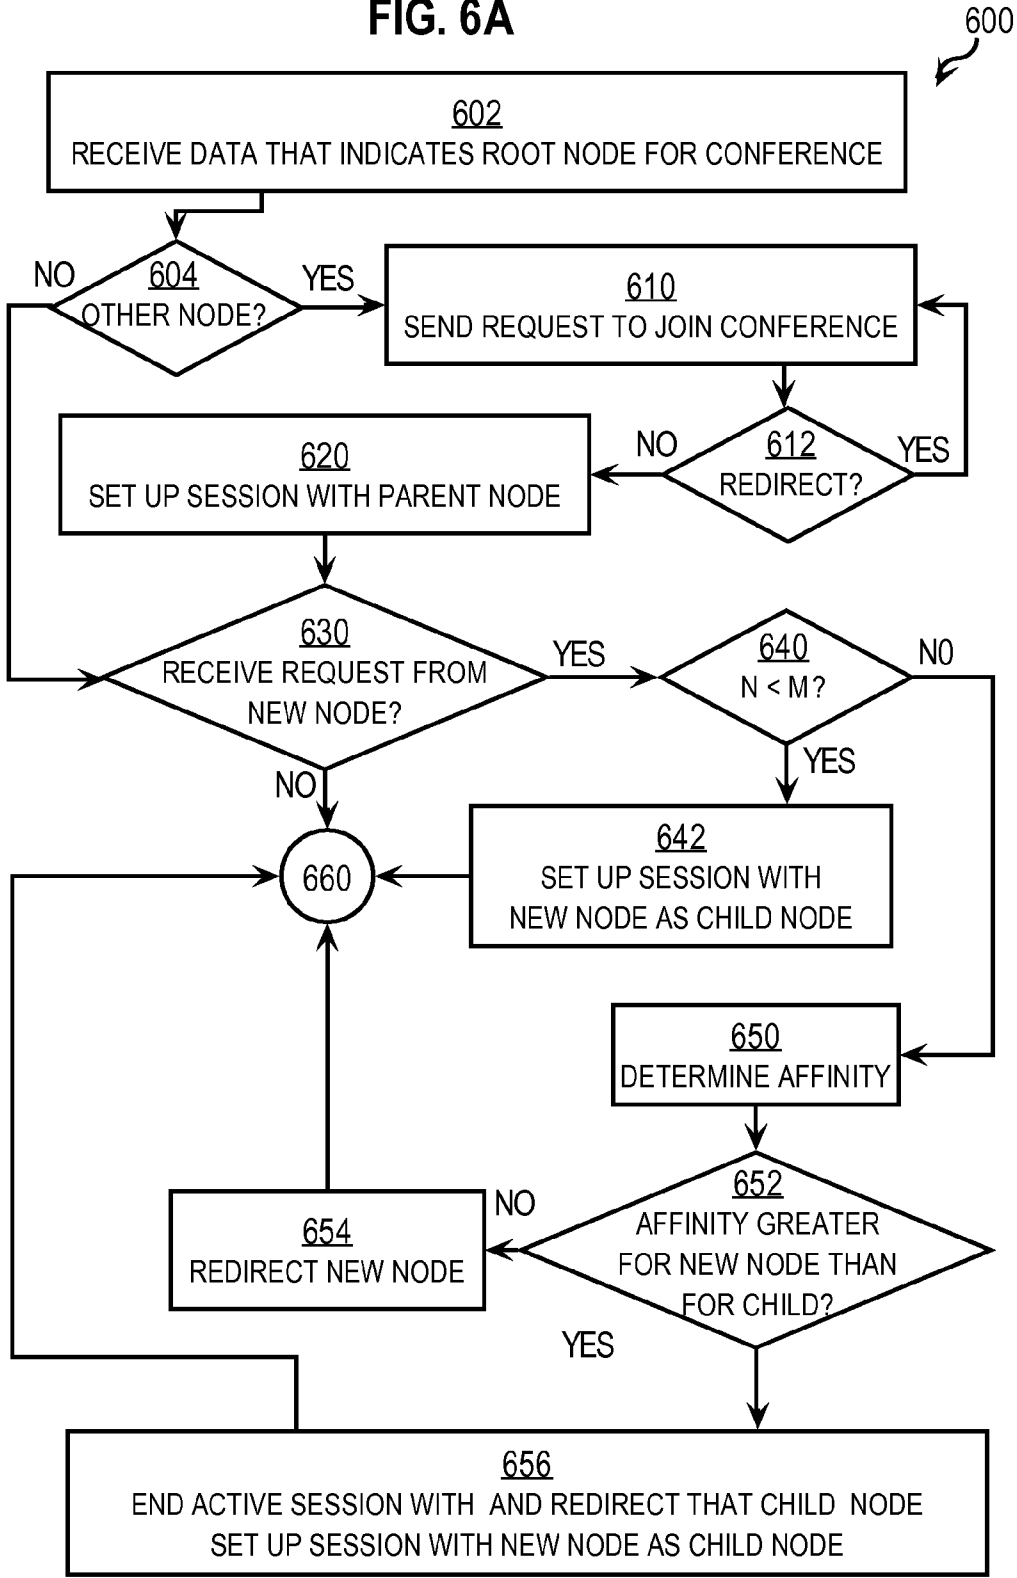 FIG. 6A
600
602
RECEIVE DATA THAT INDICATES ROOT NODE FOR CONFERENCE
NO
604
OTHER NODE?
YES
610
SEND REQUEST TO JOIN CONFERENCE
620
SET UP SESSION WITH PARENT NODE
NO
612
REDIRECT?
YES
630
RECEIVE REQUEST FROM
NEW NODE?
YES
640
N < M?
N0
NO
YES
660
642
SET UP SESSION WITH
NEW NODE AS CHILD NODE
650
DETERMINE AFFINITY
652
AFFINITY GREATER
FOR NEW NODE THAN
FOR CHILD?
NO
654
REDIRECT NEW NODE
YES
656
END ACTIVE SESSION WITH AND REDIRECT THAT CHILD NODE
SET UP SESSION WITH NEW NODE AS CHILD NODE